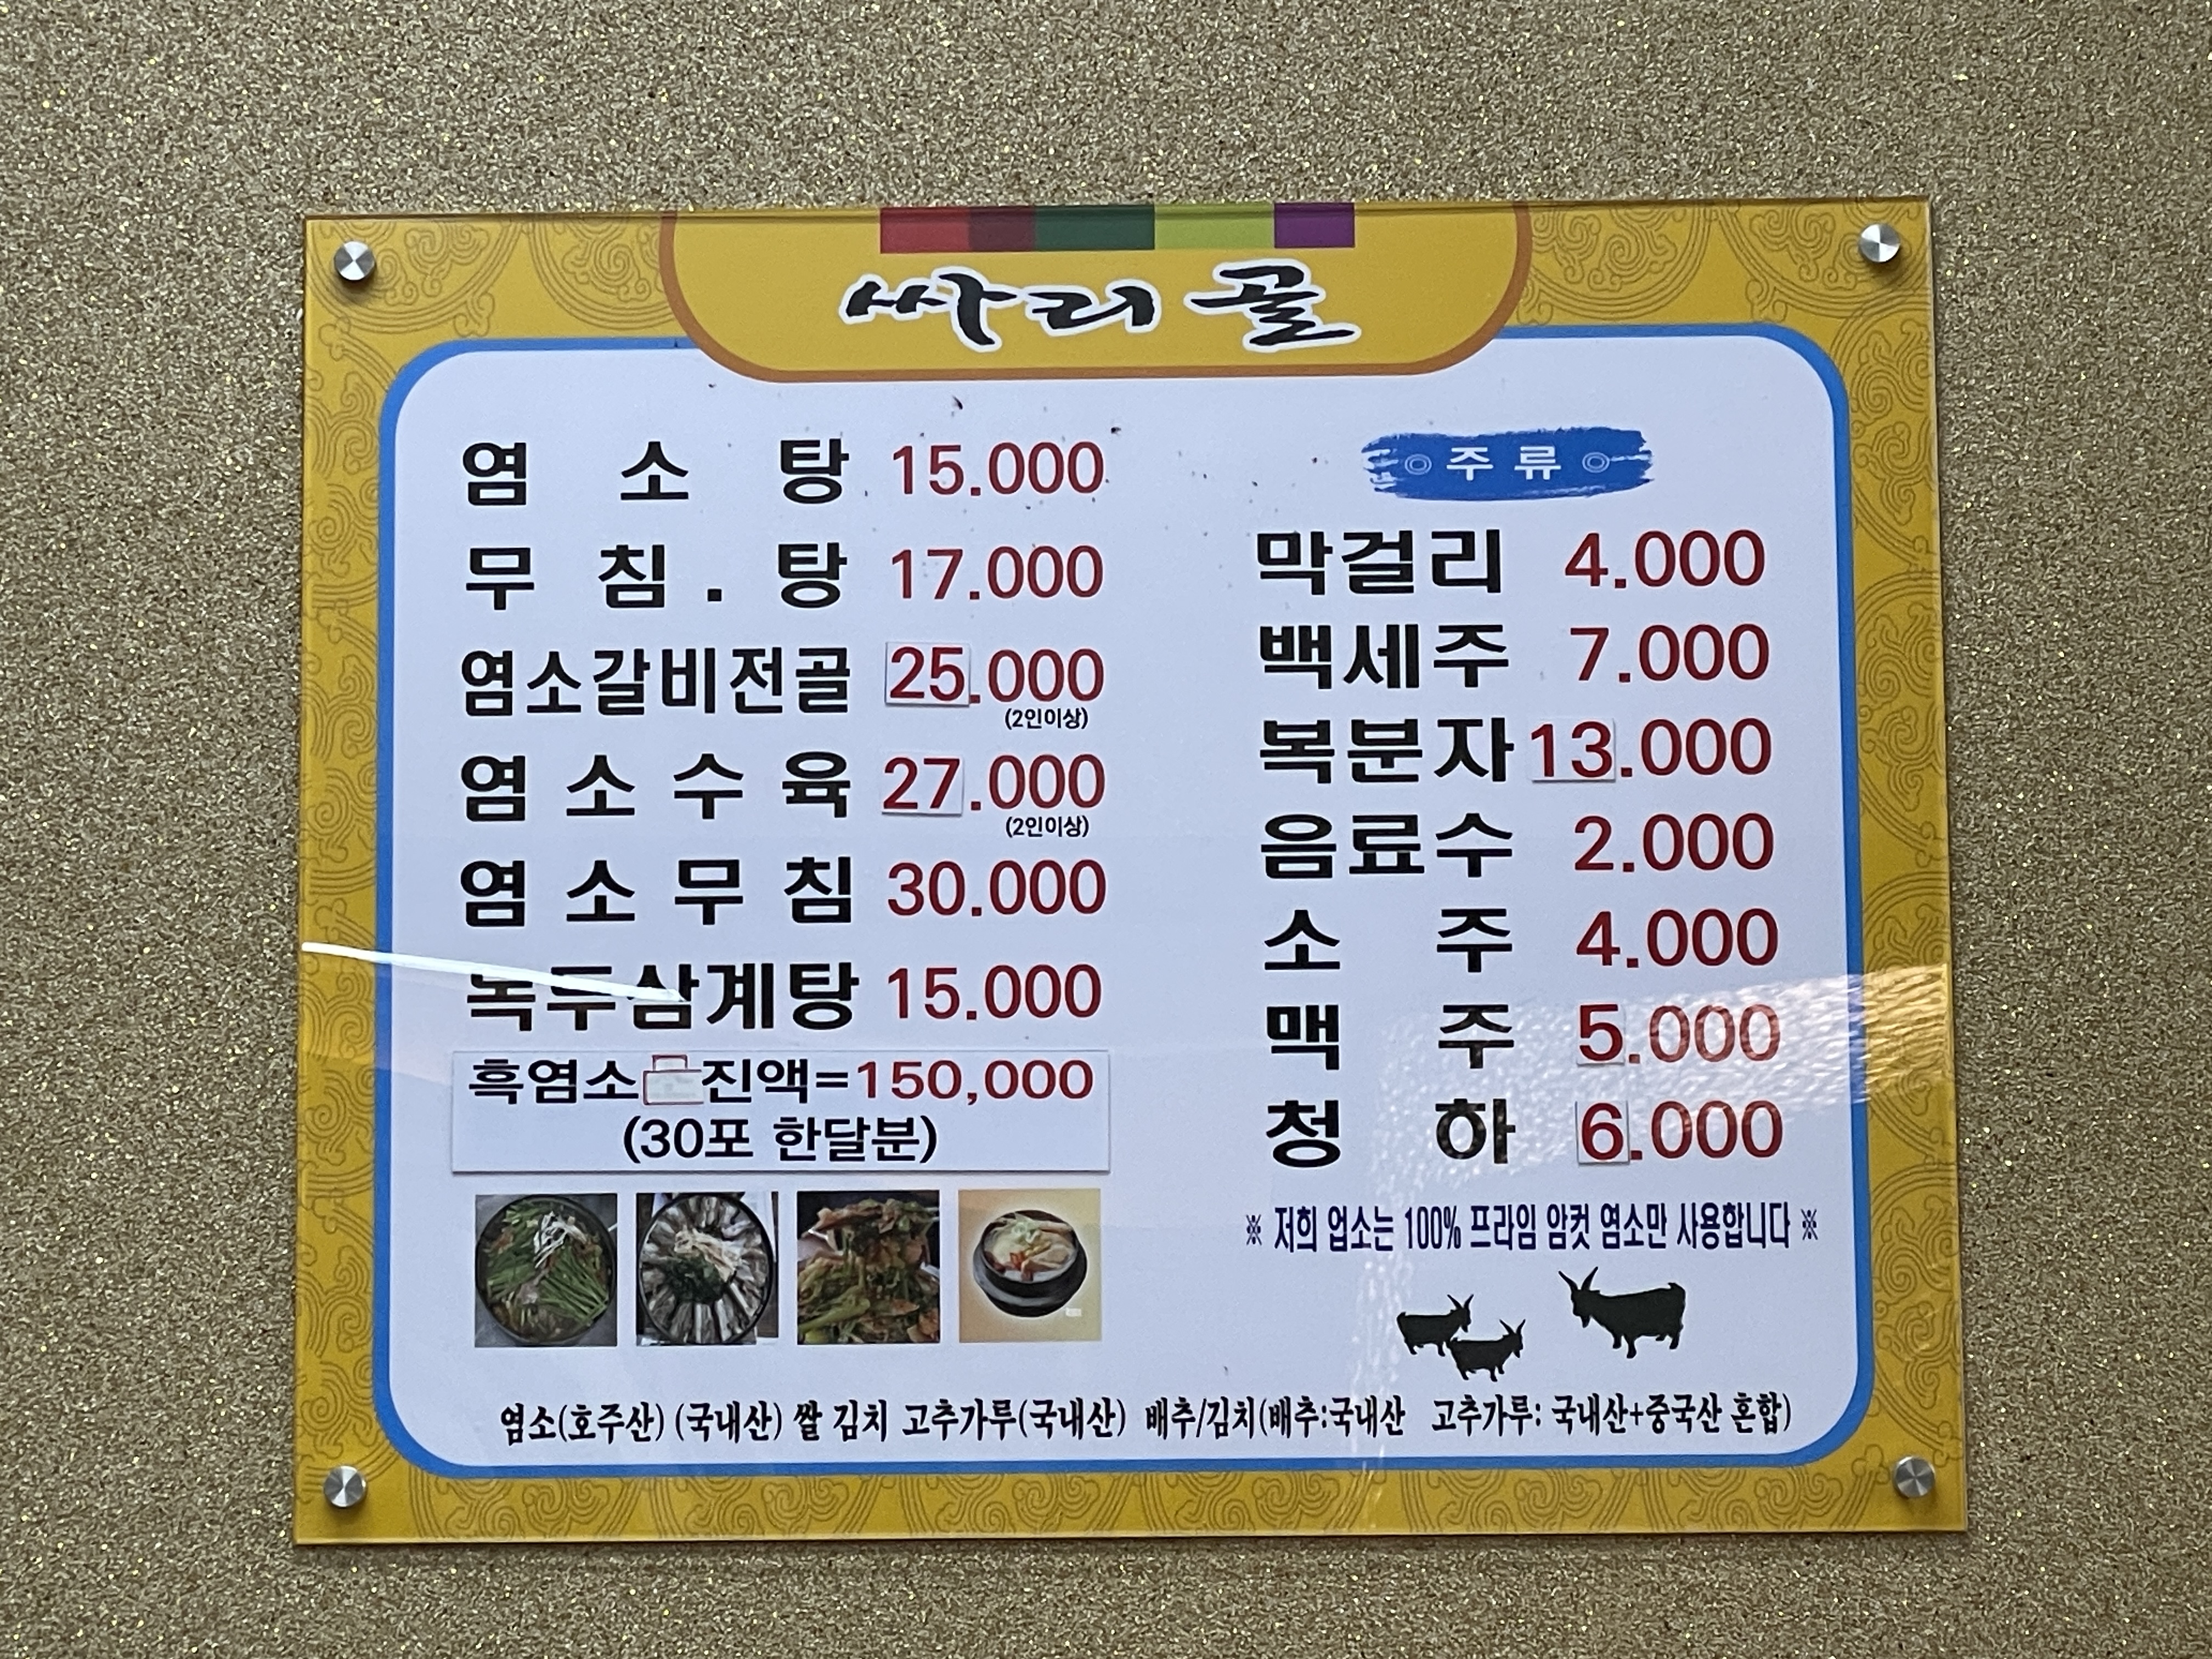 싸리골
염소탕 15.000
무침.탕 17.000
염소갈비전골 25.000
(2인이상)
염소수육 27.000
(2인이상)
염소무침 30.000
녹두삼계탕 15.000
흑염소 진액=150,000
(30포 한달분)
◎주류◎
막걸리 4.000
백세주 7.000
복분자 13.000
음료수 2.000
소주 4.000
맥주 5.000
청하 6.000
※ 저희 업소는 100% 프라임 암컷 염소만 사용합니다 ※
염소(호주산) (국내산) 쌀 김치 고추가루(국내산) 배추/김치(배추:국내산 고추가루: 국내산+중국산 혼합)